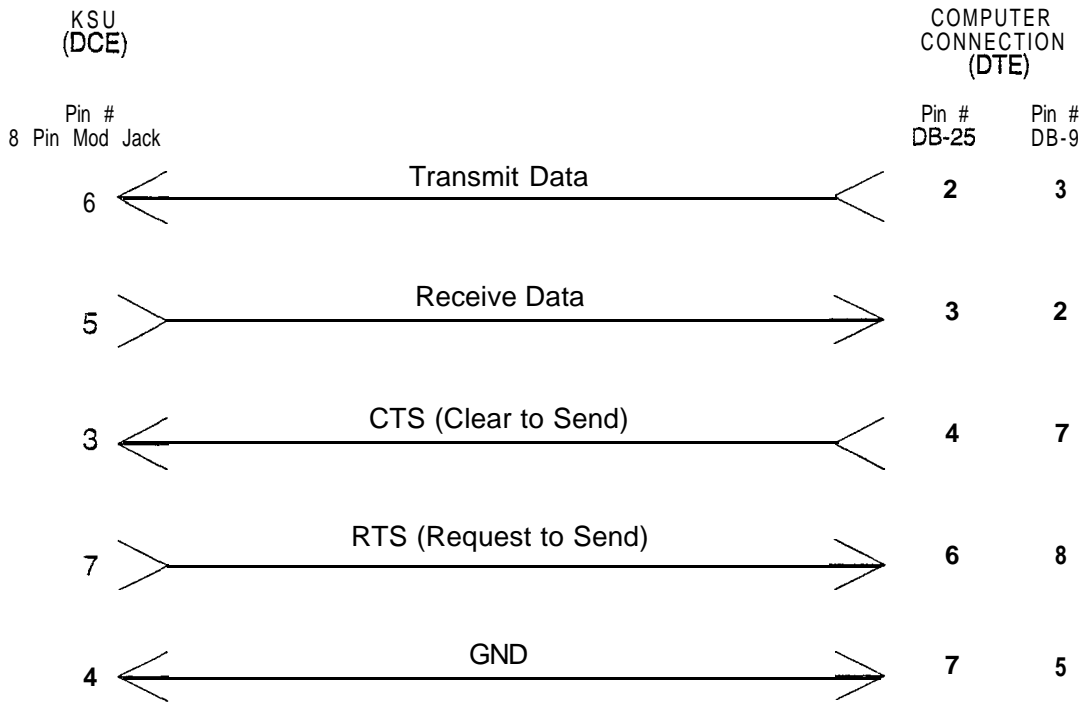 KSU
(DCE)
COMPUTER
CONNECTION
(DTE)
Pin #
8 Pin Mod Jack
Pin #
DB-25
Pin #
DB-9
6 Transmit Data 2 3
5 Receive Data 3 2
3 CTS (Clear to Send) 4 7
7 RTS (Request to Send) 6 8
4 GND 7 5